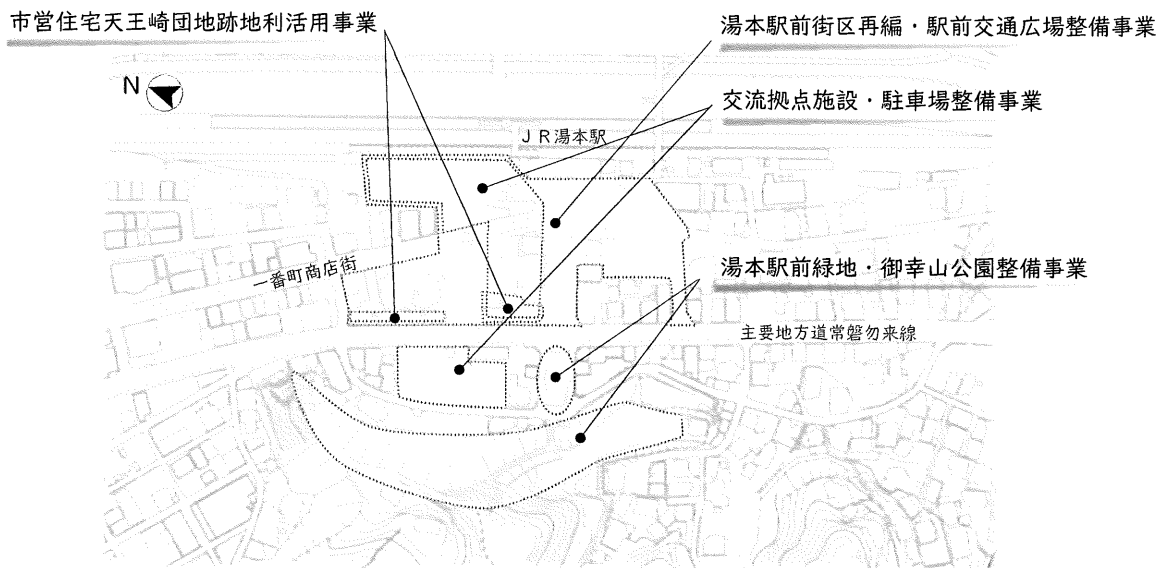 市営住宅天王崎団地跡地利活用事業
湯本駅前街区再編・駅前交通広場整備事業
N
交流拠点施設・駐車場整備事業
JR湯本駅
一番町商店街
湯本駅前緑地・御幸山公園整備事業
主要地方道常磐勿来線